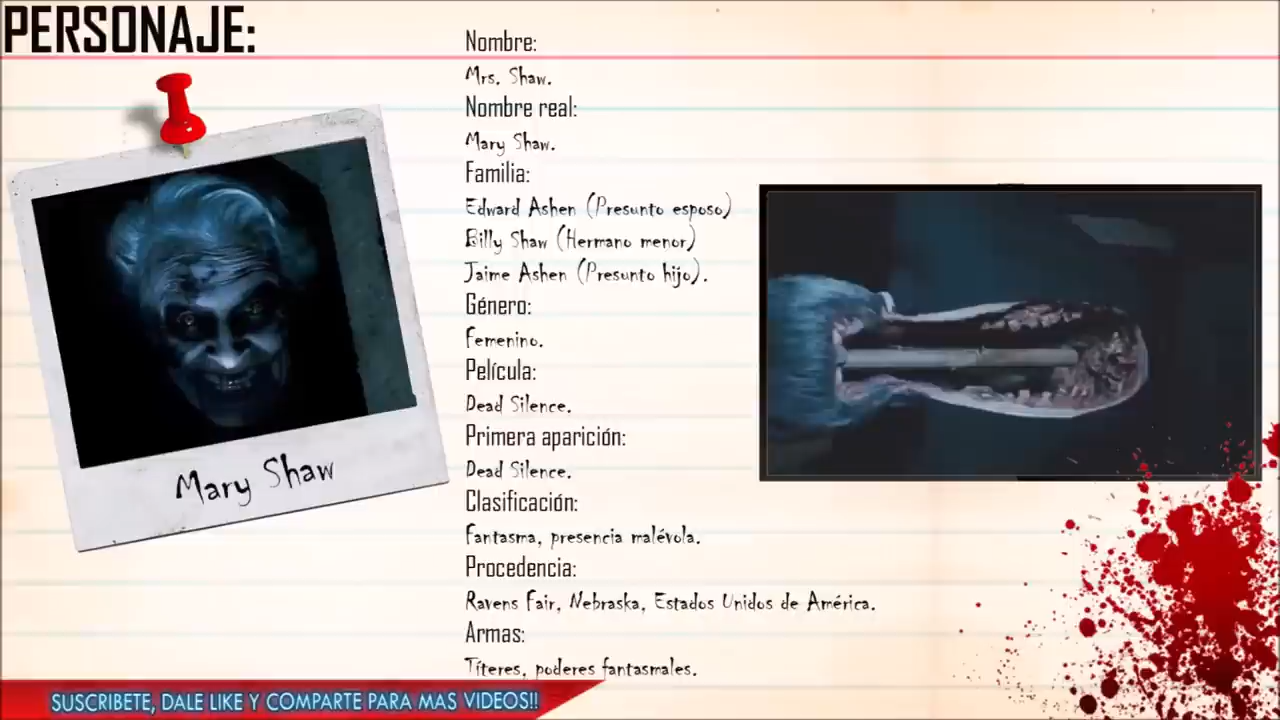 PERSONAJE:
Nombre:
Mrs. Shaw.
Nombre real:
Mary Shaw.
Familia:
Edward Ashen (Presunto esposo)
Billy Shaw (Hermano menor)
Jaime Ashen (Presunto hijo).
Género:
Femenino.
Película:
Dead Silence.
Primera aparición:
Dead Silence.
Clasificación:
Fantasma, presencia malévola.
Procedencia:
Ravens Fair, Nebraska, Estados Unidos de América.
Armas:
Títeres, poderes fantasmales.
Mary Shaw
SUSCRIBETE, DALE LIKE Y COMPARTE PARA MAS VIDEOS!!